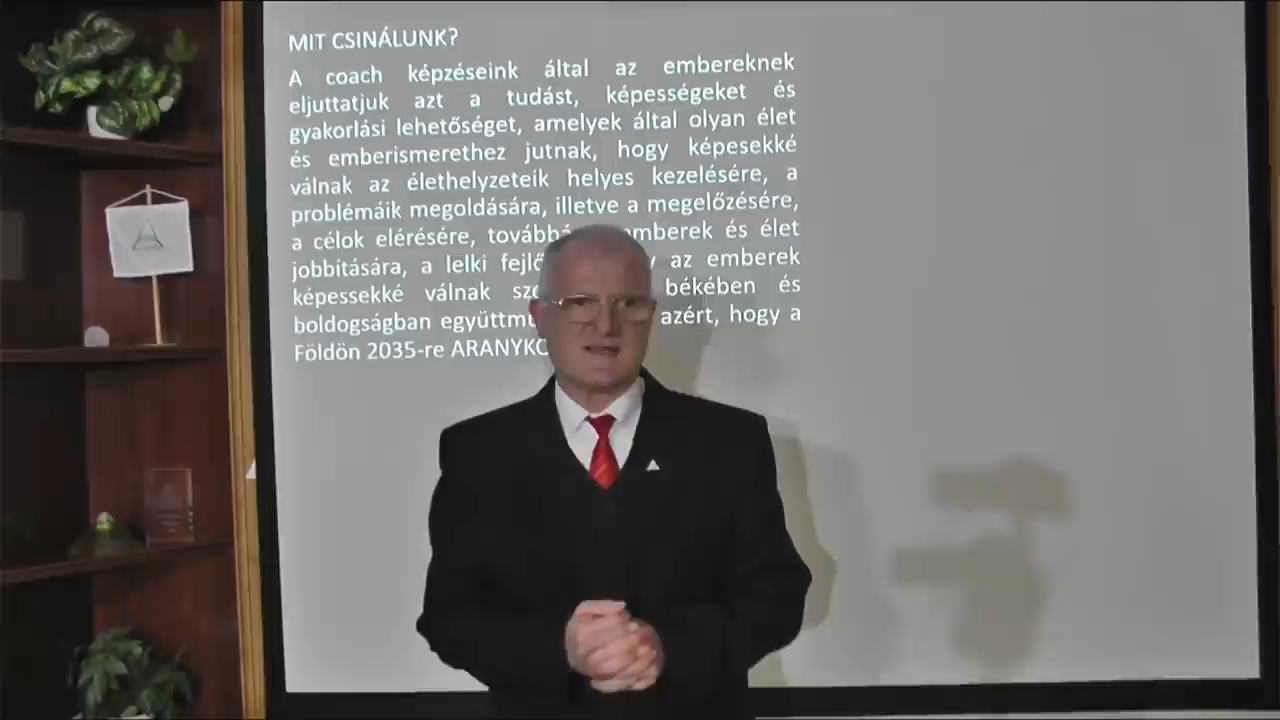 MIT CSINÁLUNK?
A coach képzéseink által az embereknek
eljuttatjuk azt a tudást, képességeket és
gyakorlási lehetőséget, amelyek által olyan élet
és emberismerethez jutnak, hogy képesekké
válnak az élethelyzeteik helyes kezelésére, a
problémáik megoldására, illetve a megelőzésére,
a célok elérésére, továbbá emberek és élet
jobbítására, a lelki az emberek
képessekké válnak békében és
boldogságban azért, hogy a
Földön 2035-re